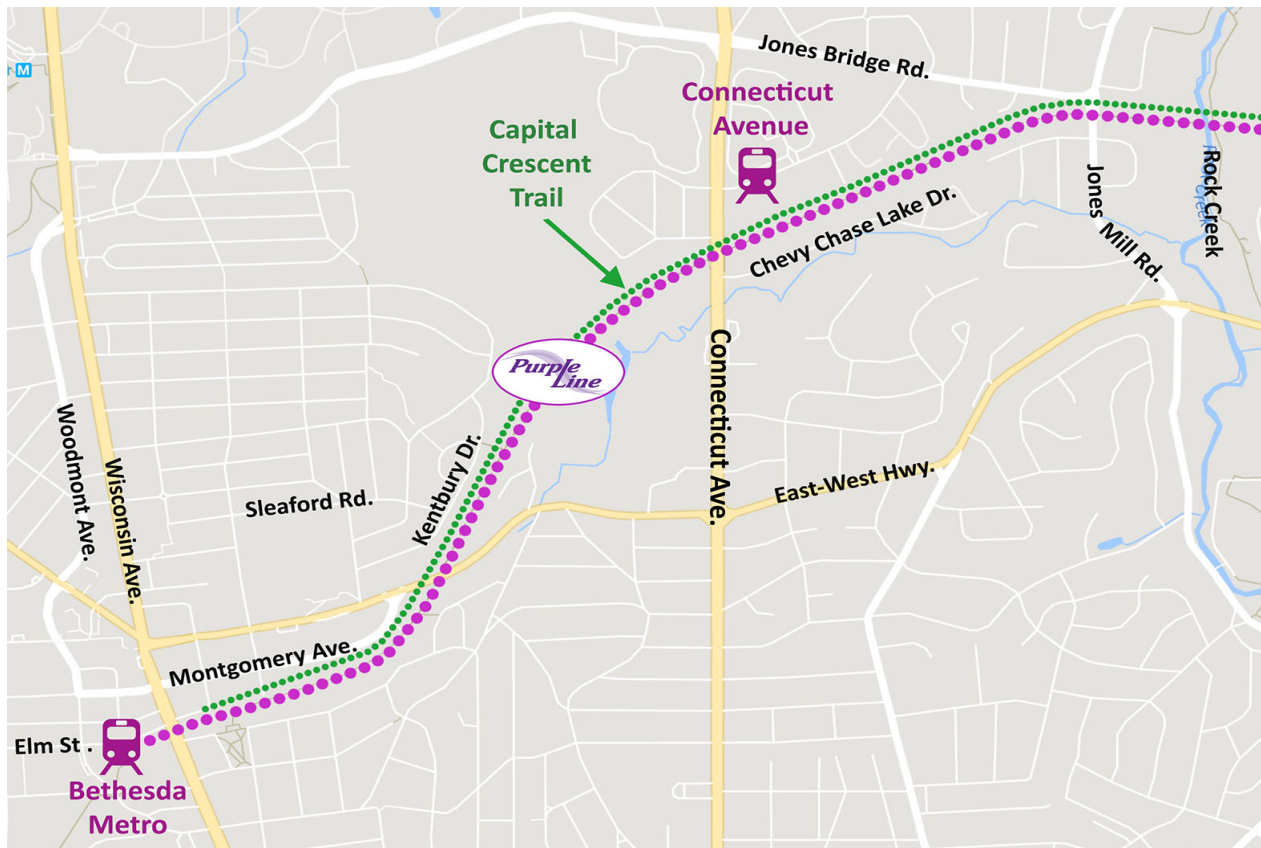 M
Jones Bridge Rd.
Connecticut
Avenue
Capital
Crescent
Trail
Rock Creek
Jones Mill Rd.
Chevy Chase Lake Dr.
Purple
Line
Connecticut Ave.
Woodmont Ave.
Wisconsin Ave.
Kentbury Dr.
East-West Hwy.
Sleaford Rd.
Montgomery Ave.
Elm St .
Bethesda
Metro